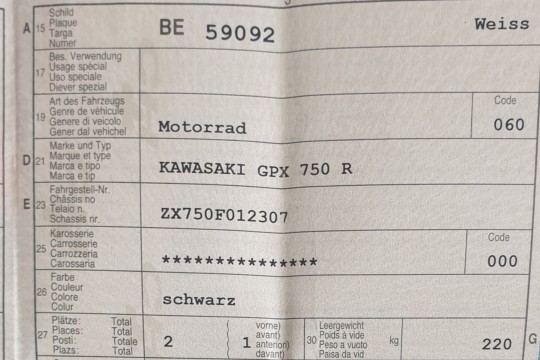 A 15 Schild
Plaque
Targa
Numer
BE 59092 Weiss
17 Bes. Verwendung
Usage spécial
Uso speciale
Diever spezial
19 Art des Fahrzeugs
Genre de véhicule
Genere di veicolo
Gener dal vehichel
Motorrad
Code
060
D 21 Marke und Typ
Marque et type
Marca e tipo
Marca e tip
KAWASAKI GPX 750 R
E 23 Fahrgestell-Nr.
Châssis no
Telaio n.
Schassis nr.
ZX750F012307
25 Karosserie
Carrosserie
Carrozzeria
Carossaria
***************
Code
000
26 Farbe
Couleur
Colore
Colur
schwarz
27 Plätze: Total
Places: Total
Posti: Totale
Plazs: Total
2
1
vorne)
avant)
anteriori)
davant)
30 Leergewicht
Poids à vide
Peso a vuoto
Paisa da vid
kg
220 G